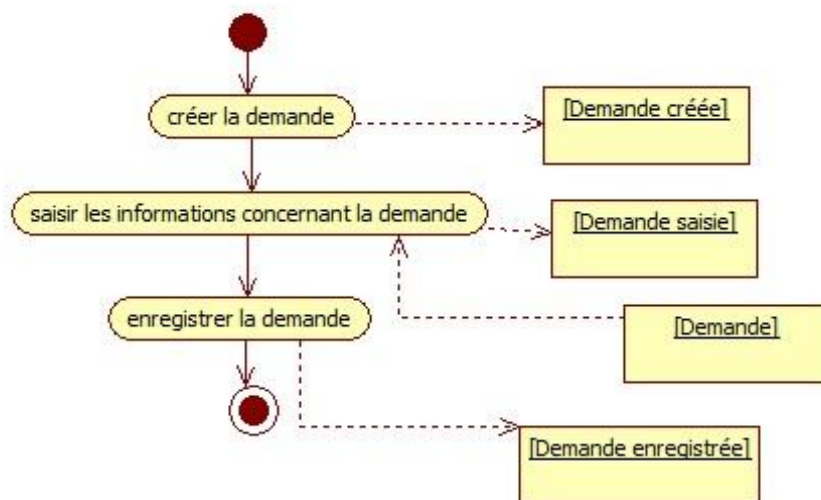 créer la demande
[Demande créée]
saisir les informations concernant la demande
[Demande saisie]
enregistrer la demande
[Demande]
[Demande enregistrée]